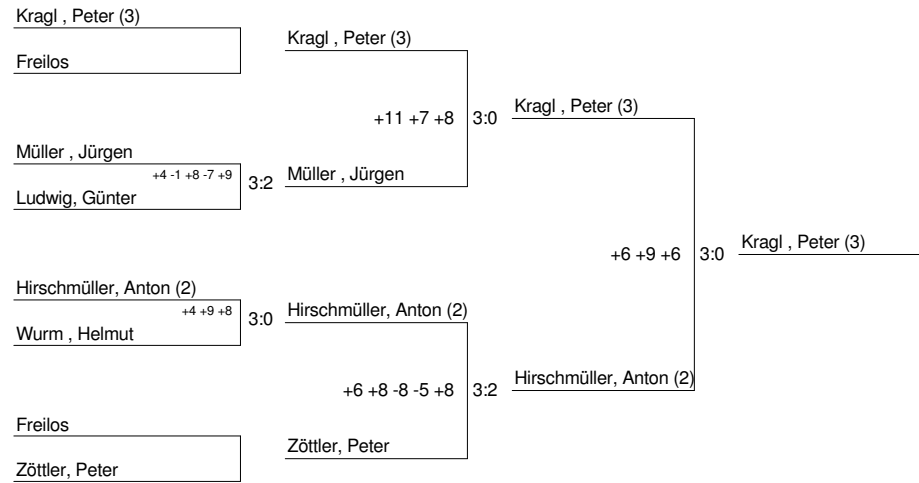 Kragl , Peter (3)
Freilos
Kragl , Peter (3)
+11 +7 +8 3:0
Kragl , Peter (3)
Müller , Jürgen
+4 -1 +8 -7 +9 3:2
Ludwig, Günter
Müller , Jürgen
+6 +9 +6 3:0
Kragl , Peter (3)
Hirschmüller, Anton (2)
+4 +9 +8 3:0
Wurm , Helmut
Hirschmüller, Anton (2)
+6 +8 -8 -5 +8 3:2
Hirschmüller, Anton (2)
Freilos
Zöttler, Peter
Zöttler, Peter